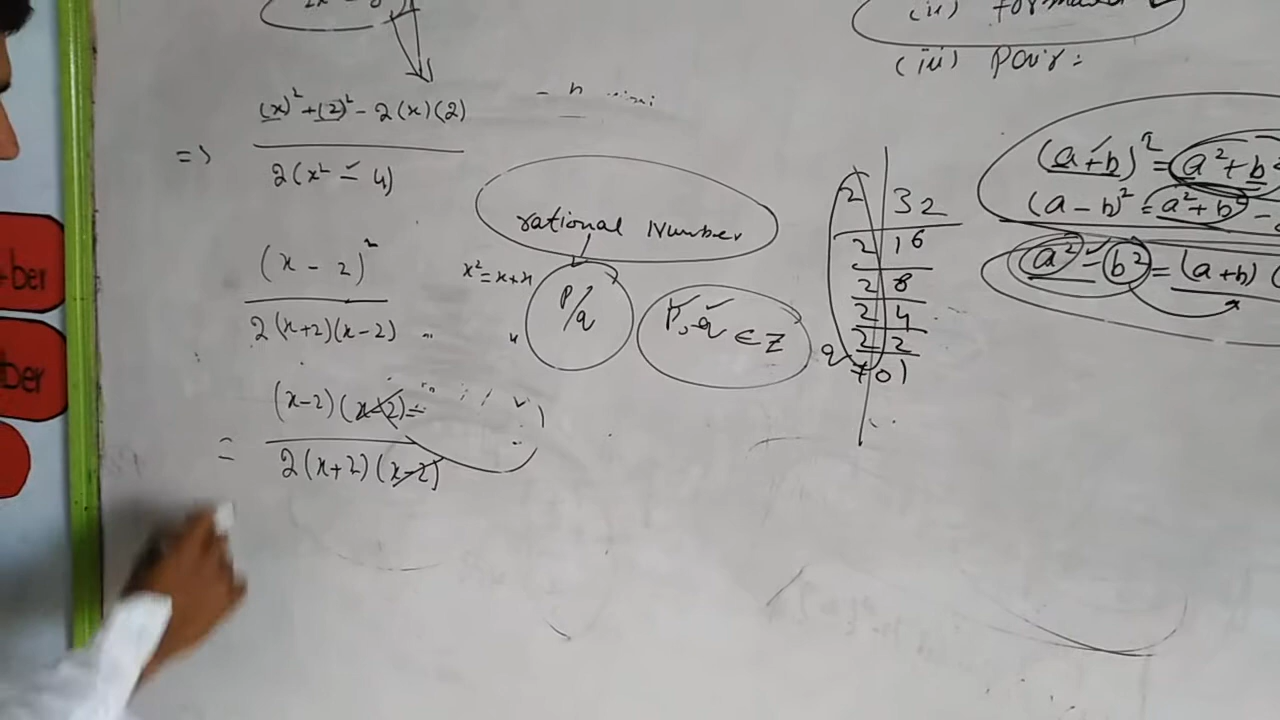 (iii) Pair:
=> (x)² + (2)² - 2(x)(2)
2(x² - 4)
(x - 2)²
2(x+2)(x-2)
= (x-2)(x-2)
2(x+2)(x-2)
rational Number
x² = x+x
P/q
P, q ∈ Z
2 32
2 16
2 8
2 4
2 2
1
(a+b)² = a² + b²
(a - b)² = a² + b² -
a² - b² = (a+b) (
ber
ber